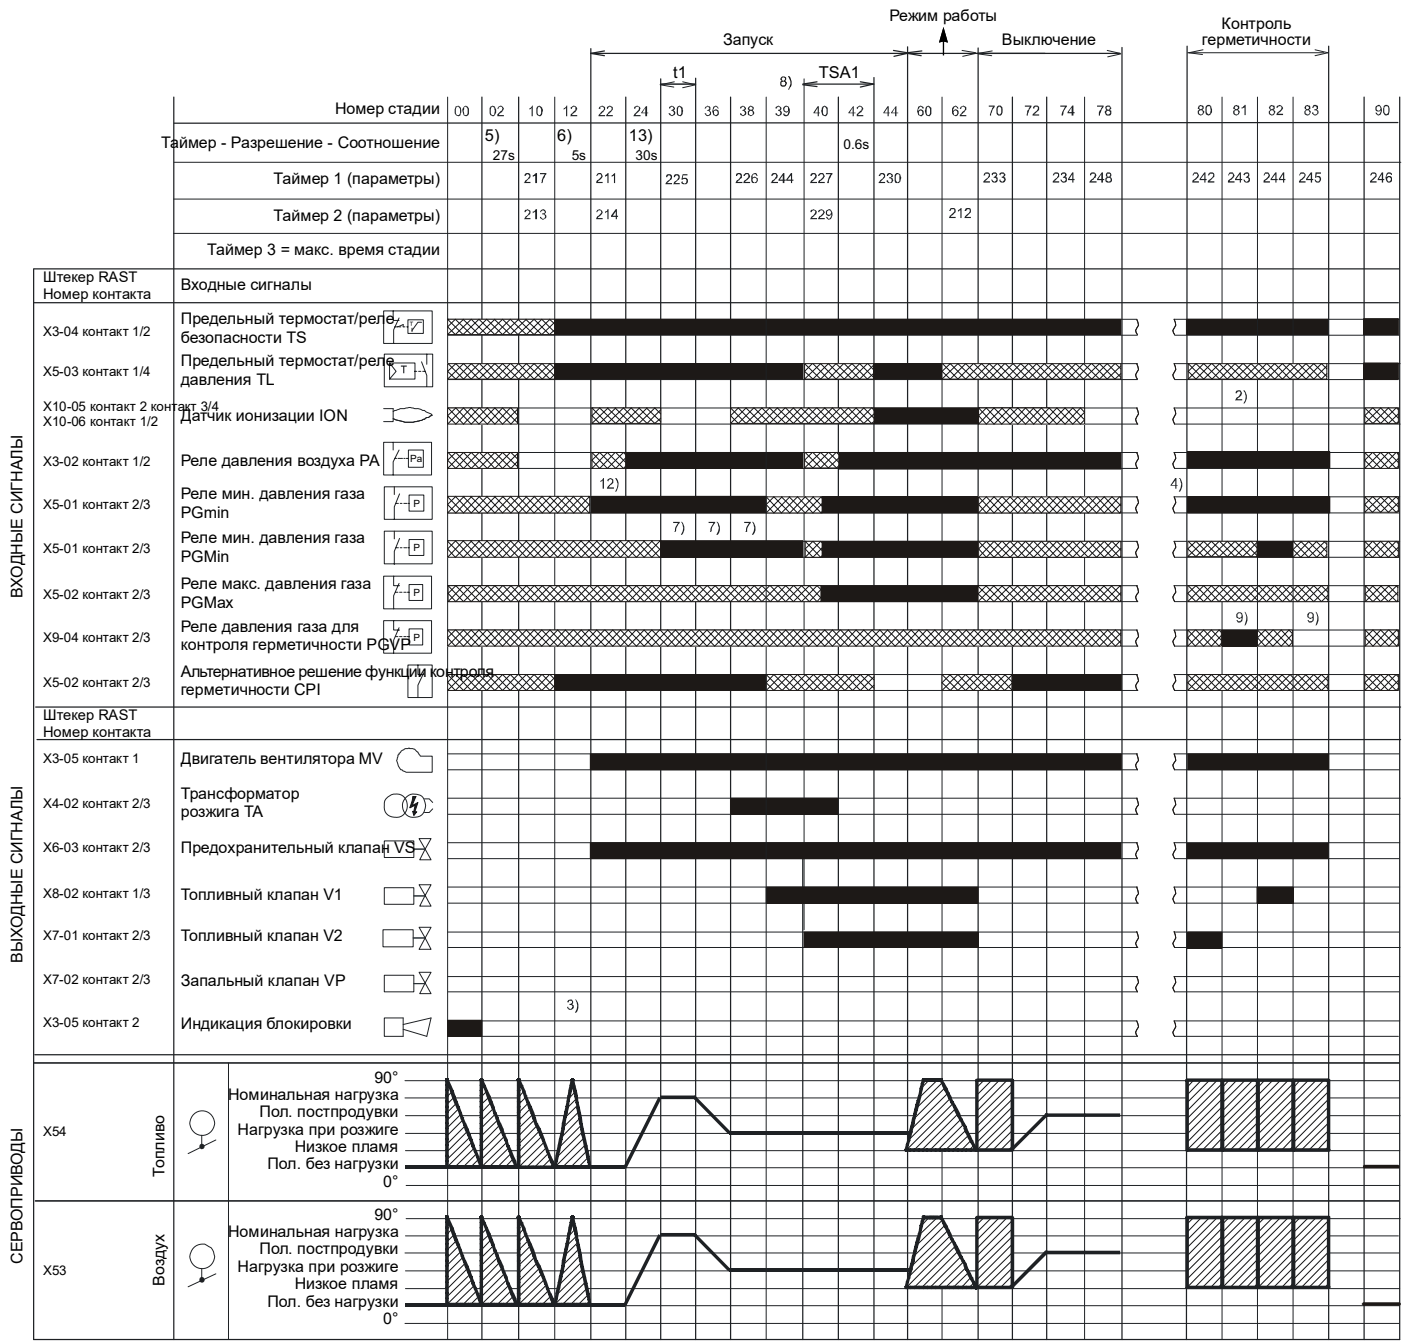 Режим работы
Запуск
Выключение
Контроль
герметичности
t1
8)
TSA1
Номер стадии 00 02 10 12 22 24 30 36 38 39 40 42 44 60 62 70 72 74 78 80 81 82 83 90
Таймер - Разрешение - Соотношение 5) 27s 6) 5s 13) 30s 0.6s
Таймер 1 (параметры) 217 211 225 226 244 227 230 233 234 248 242 243 244 245 246
Таймер 2 (параметры) 213 214 229 212
Таймер 3 = макс. время стадии
Штекер RAST
Номер контакта
Входные сигналы
ВХОДНЫЕ СИГНАЛЫ
X3-04 контакт 1/2
Предельный термостат/реле
безопасности TS
X5-03 контакт 1/4
Предельный термостат/реле
давления TL
T
2)
X10-05 контакт 2 контакт 3/4
X10-06 контакт 1/2
Датчик ионизации ION
X3-02 контакт 1/2
Реле давления воздуха PA
Pa
12)
4)
X5-01 контакт 2/3
Реле мин. давления газа
PGmin
P
7) 7) 7)
X5-01 контакт 2/3
Реле мин. давления газа
PGMin
P
X5-02 контакт 2/3
Реле макс. давления газа
PGMax
P
9) 9)
X9-04 контакт 2/3
Реле давления газа для
контроля герметичности PGVP
P
X5-02 контакт 2/3
Альтернативное решение функции контроля
герметичности CPI
Штекер RAST
Номер контакта
ВЫХОДНЫЕ СИГНАЛЫ
X3-05 контакт 1
Двигатель вентилятора MV
X4-02 контакт 2/3
Трансформатор
розжига TA
X6-03 контакт 2/3
Предохранительный клапан VS
X8-02 контакт 1/3
Топливный клапан V1
X7-01 контакт 2/3
Топливный клапан V2
X7-02 контакт 2/3
Запальный клапан VP
3)
X3-05 контакт 2
Индикация блокировки
СЕРВОПРИВОДЫ
X54
Топливо
90°
Номинальная нагрузка
Пол. постпродувки
Нагрузка при розжиге
Низкое пламя
Пол. без нагрузки
0°
X53
Воздух
90°
Номинальная нагрузка
Пол. постпродувки
Нагрузка при розжиге
Низкое пламя
Пол. без нагрузки
0°